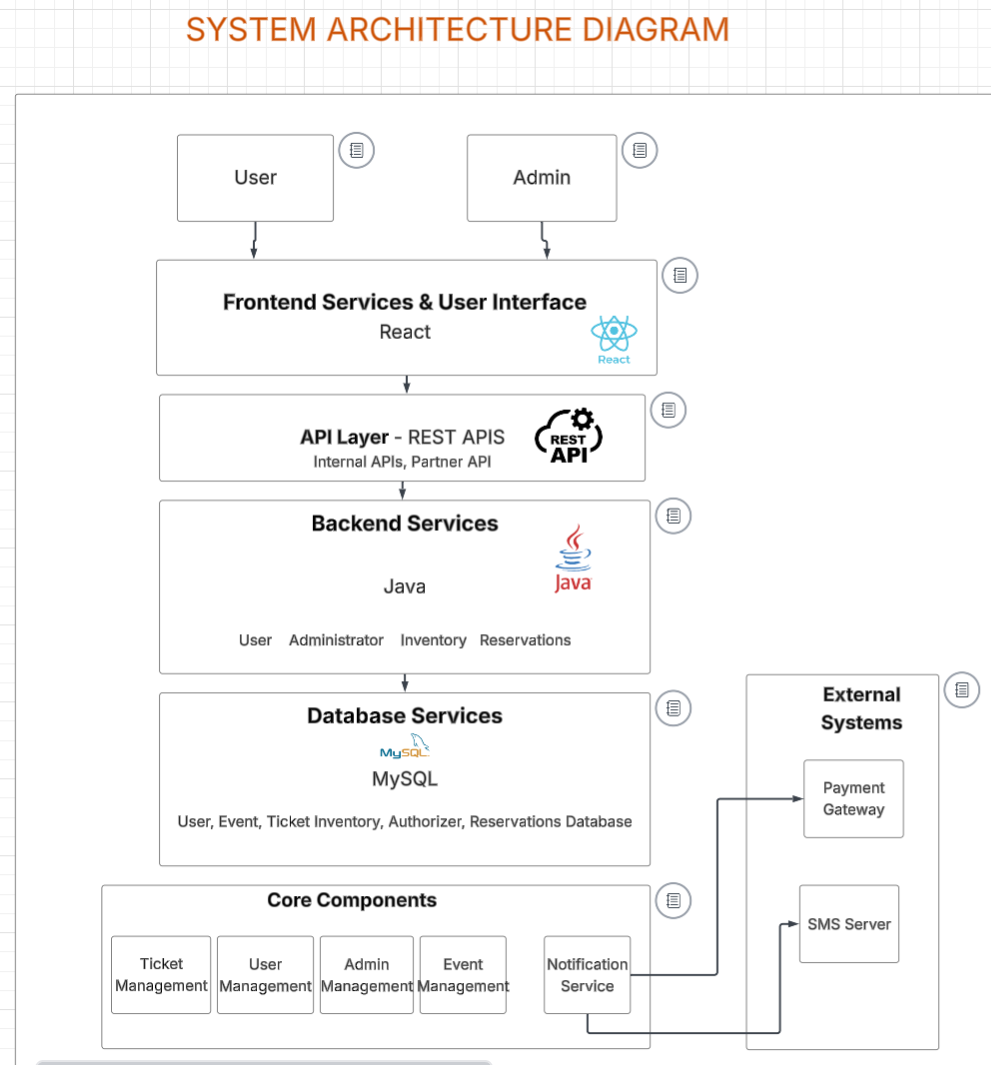 SYSTEM ARCHITECTURE DIAGRAM
User
Admin
Frontend Services & User Interface
React
React
API Layer - REST APIS
Internal APIs, Partner API
REST
API
Backend Services
Java
Java
User Administrator Inventory Reservations
Database Services
MySQL
MySQL
User, Event, Ticket Inventory, Authorizer, Reservations Database
Core Components
Ticket
Management
User
Management
Admin
Management
Event
Management
Notification
Service
External
Systems
Payment
Gateway
SMS Server